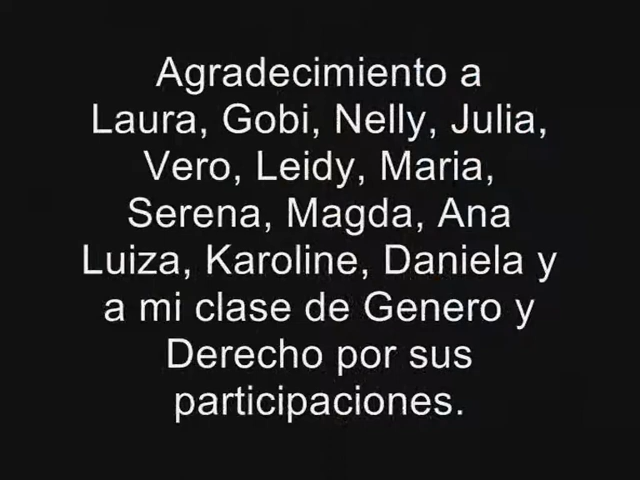 Agradecimiento a
Laura, Gobi, Nelly, Julia,
Vero, Leidy, Maria,
Serena, Magda, Ana
Luiza, Karoline, Daniela y
a mi clase de Genero y
Derecho por sus
participaciones.